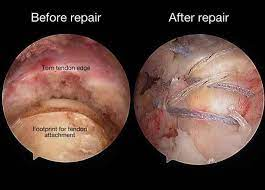 Before repair
After repair
Torn tendon edge
Footprint for tendon
attachment